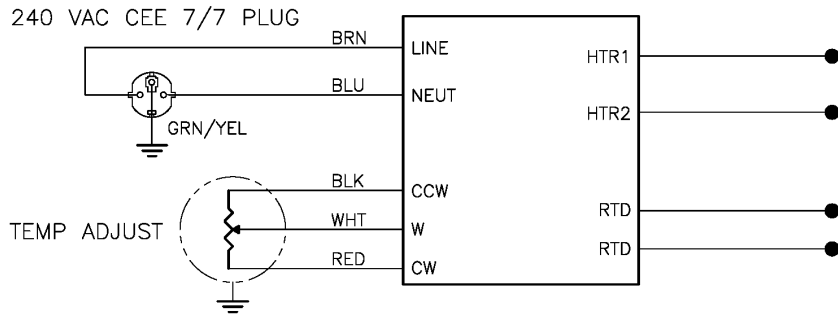 240 VAC CEE 7/7 PLUG
BRN
LINE
HTR1
BLU
NEUT
HTR2
GRN/YEL
BLK
CCW
TEMP ADJUST
WHT
W
RTD
RED
CW
RTD